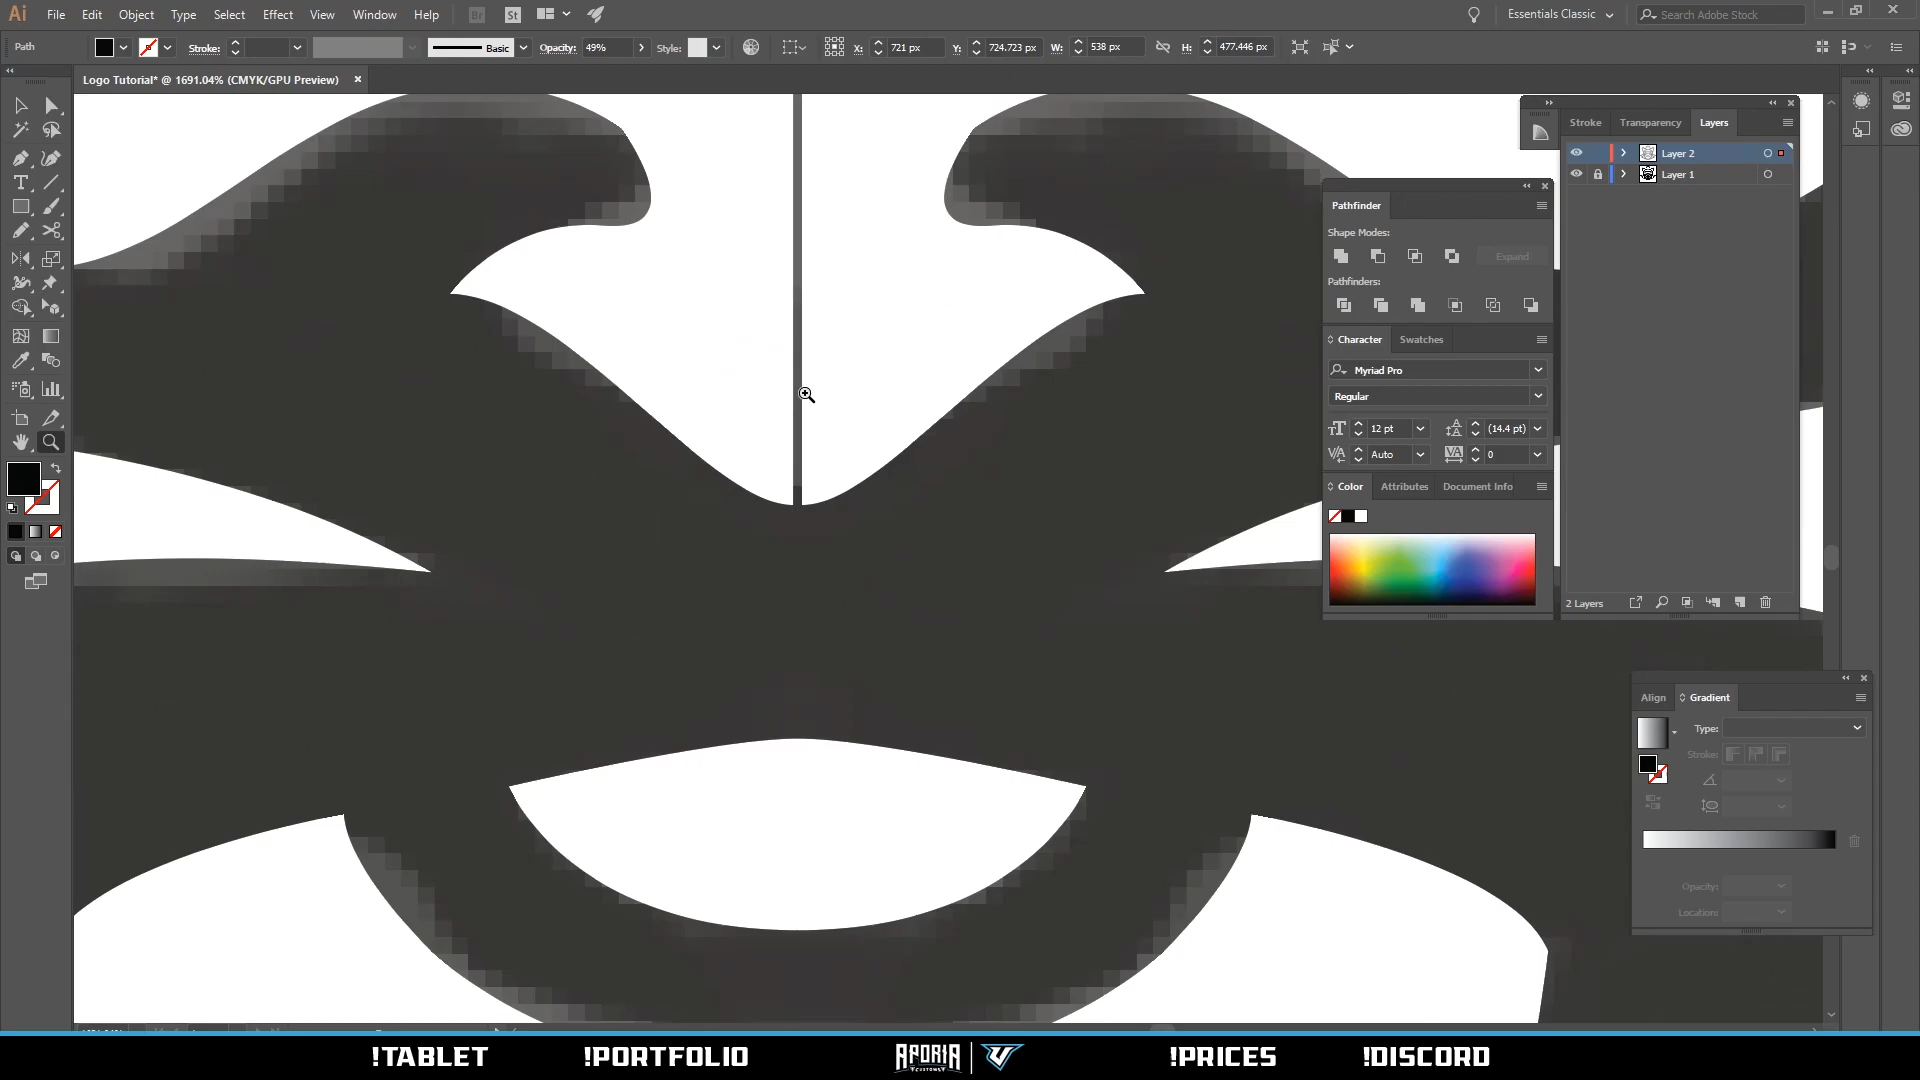 Ai File Edit Object Type Select Effect View Window Help Br St Essentials Classic Search Adobe Stock
Path Stroke: Basic Opacity: 49% Style: X: 721 px Y: 724.723 px W: 538 px H: 477.446 px
Logo Tutorial* @ 1691.04% (CMYK/GPU Preview)
Stroke Transparency Layers
Layer 2
Layer 1
2 Layers
Pathfinder
Shape Modes:
Expand
Pathfinders:
Character Swatches
Myriad Pro
Regular
12 pt (14.4 pt)
Auto 0
Color Attributes Document Info
Align Gradient
Type:
Stroke:
Opacity:
Location:
!TABLET !PORTFOLIO APORIA CUSTOMS !PRICES !DISCORD